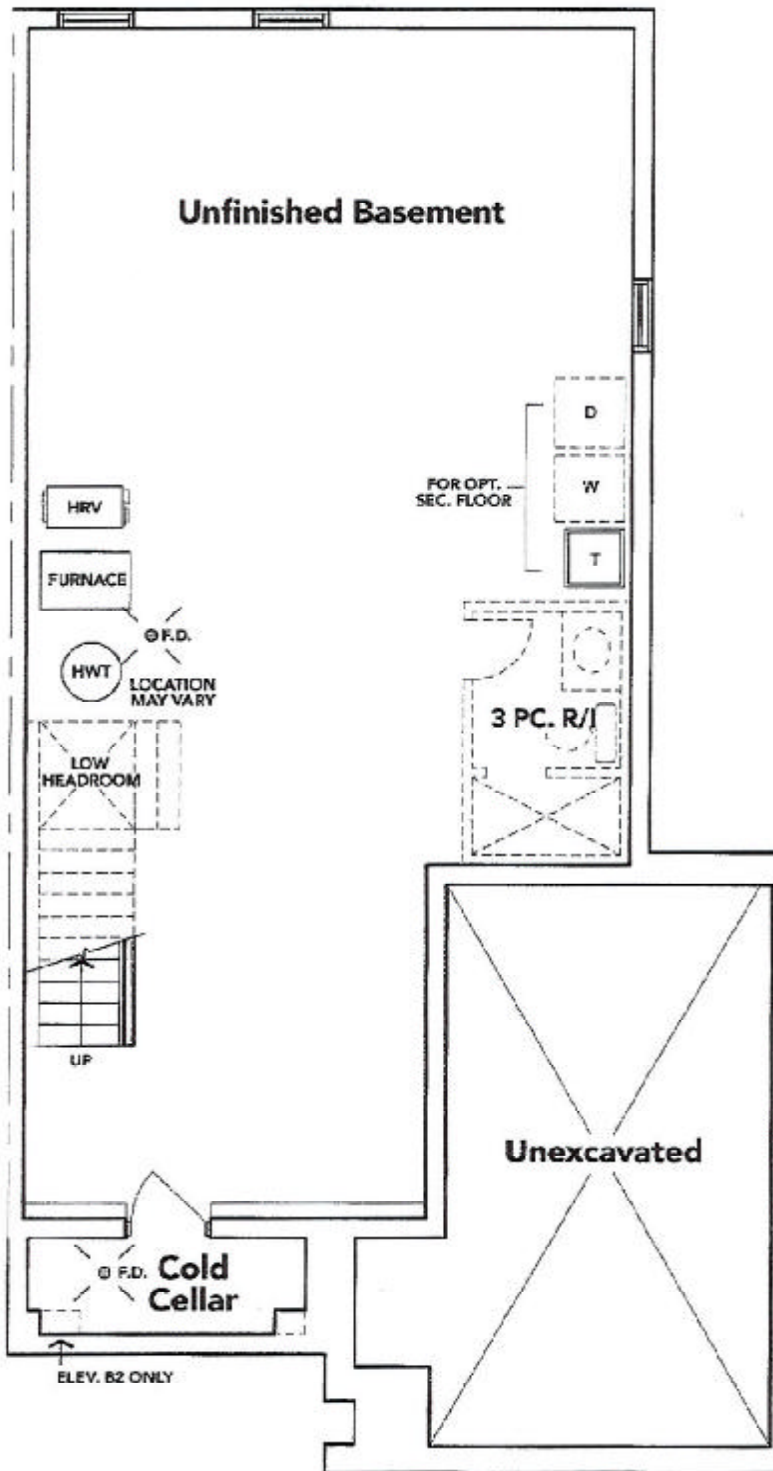 Unfinished Basement
D
FOR OPT.
SEC. FLOOR
W
HRV
T
FURNACE
F.D.
HWT
LOCATION
MAY VARY
3 PC. R/I
LOW
HEADROOM
UP
Unexcavated
F.D.
Cold
Cellar
ELEV. B2 ONLY